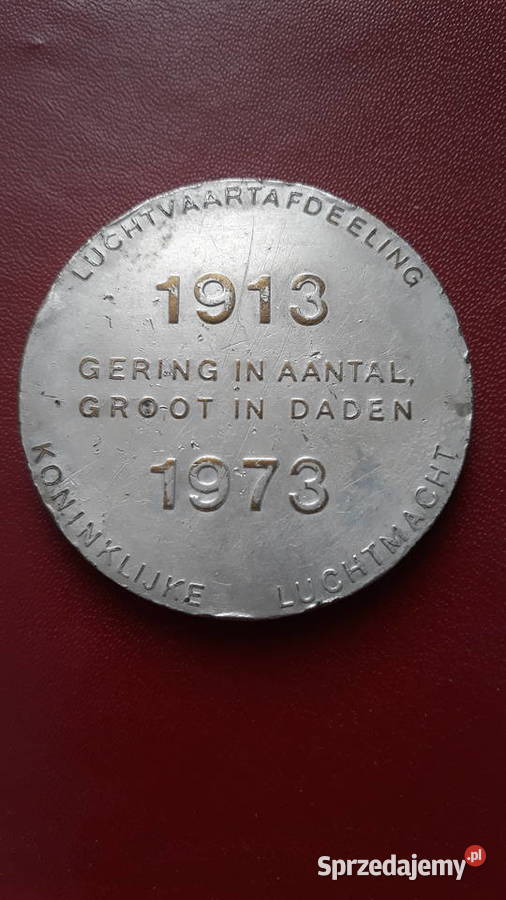 LUCHTVAARTAFDEELING
1913
GERING IN AANTAL,
GROOT IN DADEN
1973
KONINKLIJKE LUCHTMACHT
Sprzedajemy.pl